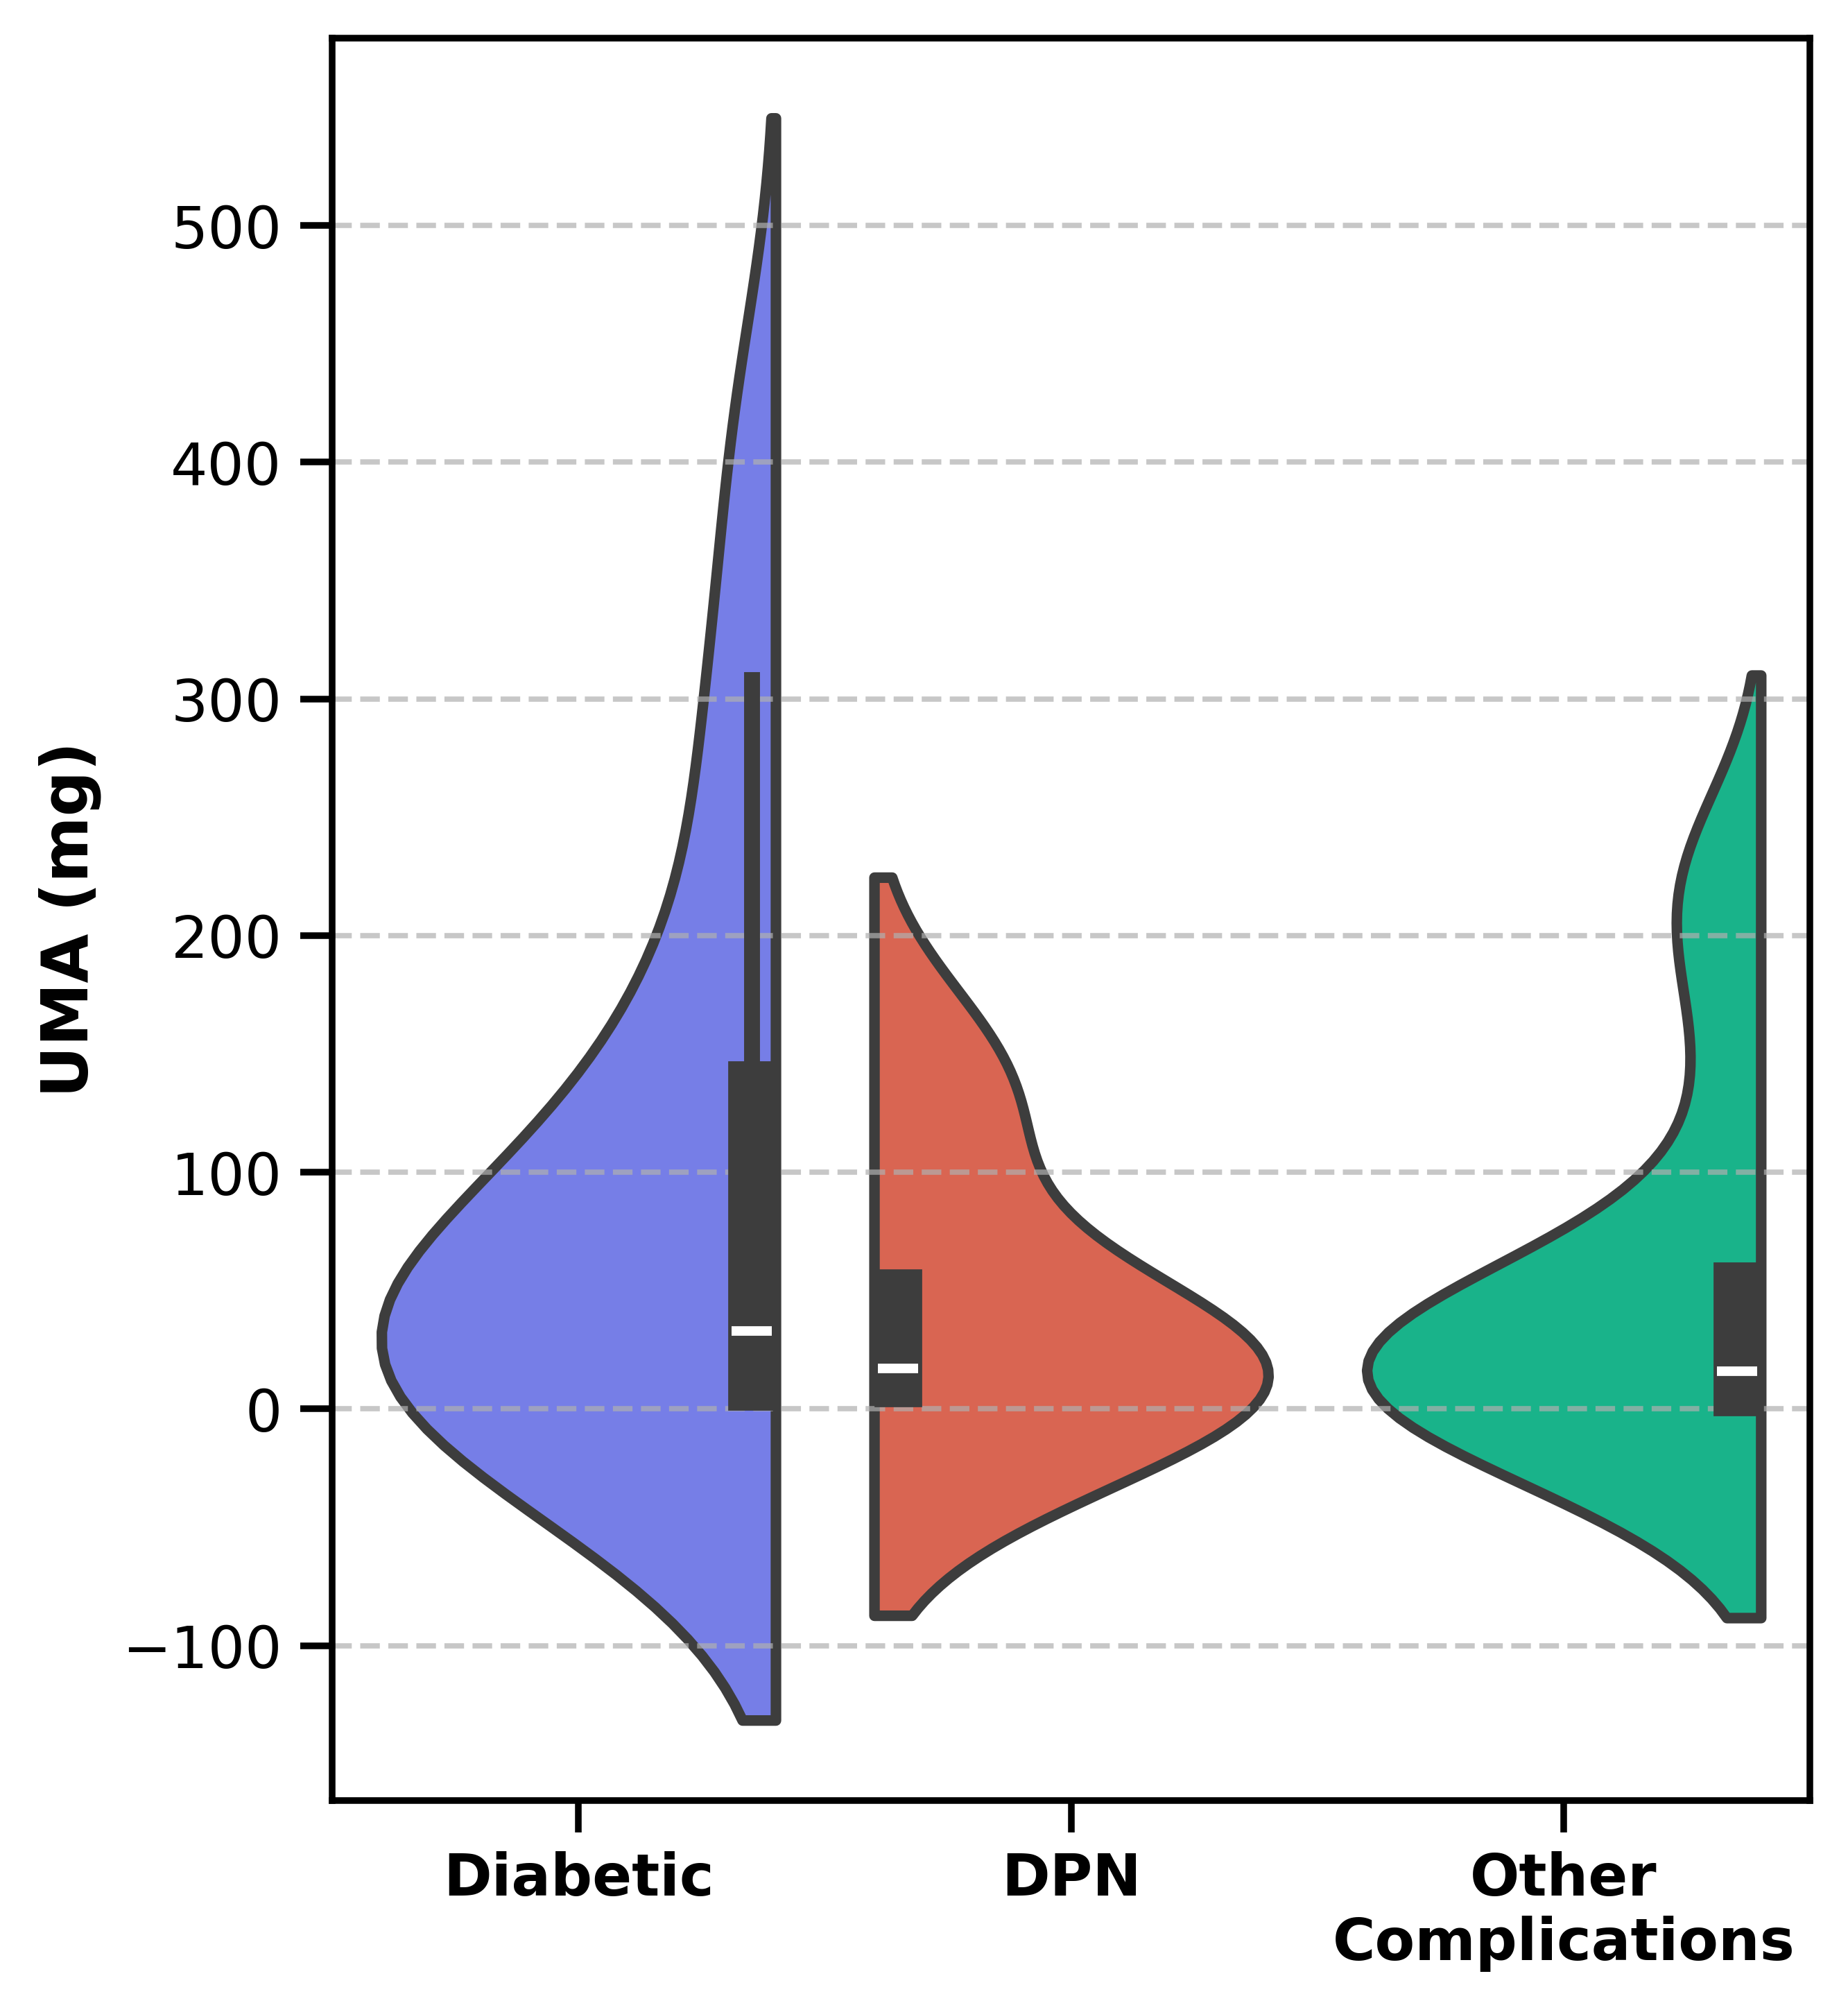 UMA (mg)
500
400
300
200
100
0
−100
Diabetic
DPN
Other
Complications